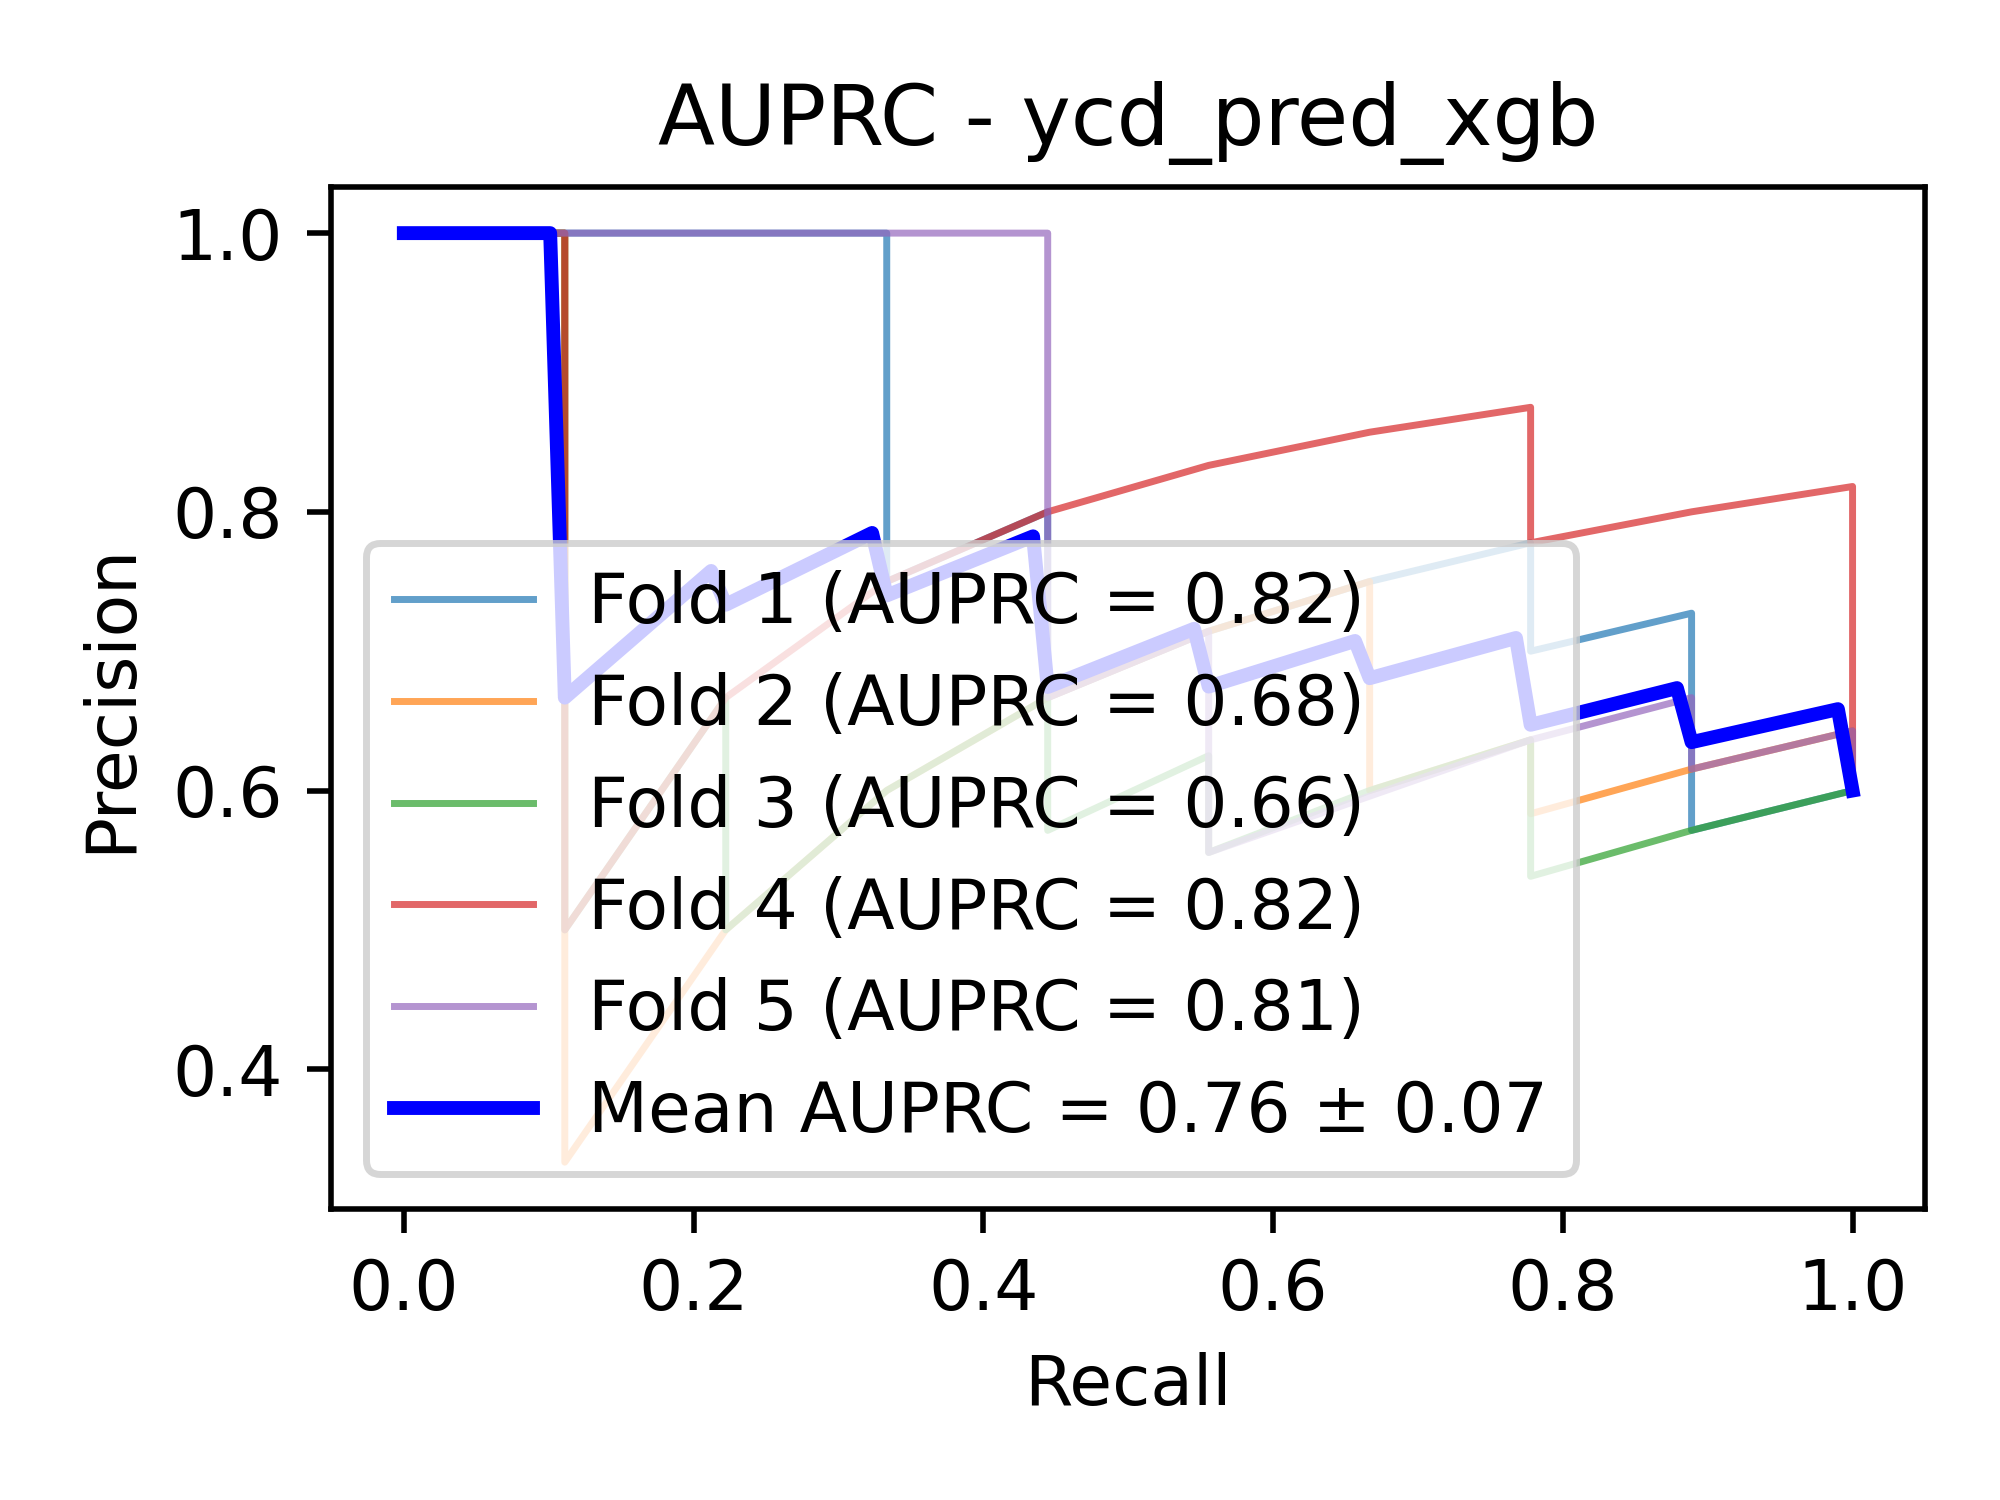 AUPRC - ycd_pred_xgb
Precision
1.0
0.8
0.6
0.4
Fold 1 (AUPRC = 0.82)
Fold 2 (AUPRC = 0.68)
Fold 3 (AUPRC = 0.66)
Fold 4 (AUPRC = 0.82)
Fold 5 (AUPRC = 0.81)
Mean AUPRC = 0.76 ± 0.07
0.0 0.2 0.4 0.6 0.8 1.0
Recall